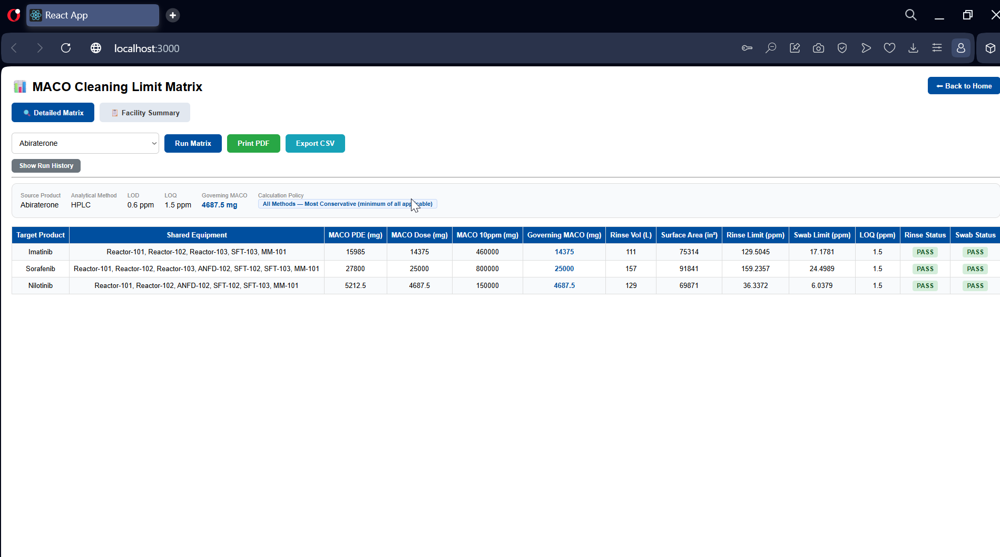 React App
localhost:3000
MACO Cleaning Limit Matrix
← Back to Home
Detailed Matrix
Facility Summary
Abiraterone
Run Matrix
Print PDF
Export CSV
Show Run History
Source Product Analytical Method LOD LOQ Governing MACO Calculation Policy
Abiraterone HPLC 0.6 ppm 1.5 ppm 4687.5 mg All Methods — Most Conservative (minimum of all applicable)
Target Product Shared Equipment MACO PDE (mg) MACO Dose (mg) MACO 10ppm (mg) Governing MACO (mg) Rinse Vol (L) Surface Area (in²) Rinse Limit (ppm) Swab Limit (ppm) LOQ (ppm) Rinse Status Swab Status
Imatinib Reactor-101, Reactor-102, Reactor-103, SFT-103, MM-101 15985 14375 460000 14375 111 75314 129.5045 17.1781 1.5 PASS PASS
Sorafenib Reactor-101, Reactor-102, Reactor-103, ANFD-102, SFT-102, SFT-103, MM-101 27800 25000 800000 25000 157 91841 159.2357 24.4989 1.5 PASS PASS
Nilotinib Reactor-101, Reactor-102, ANFD-102, SFT-102, SFT-103, MM-101 5212.5 4687.5 150000 4687.5 129 69871 36.3372 6.0379 1.5 PASS PASS